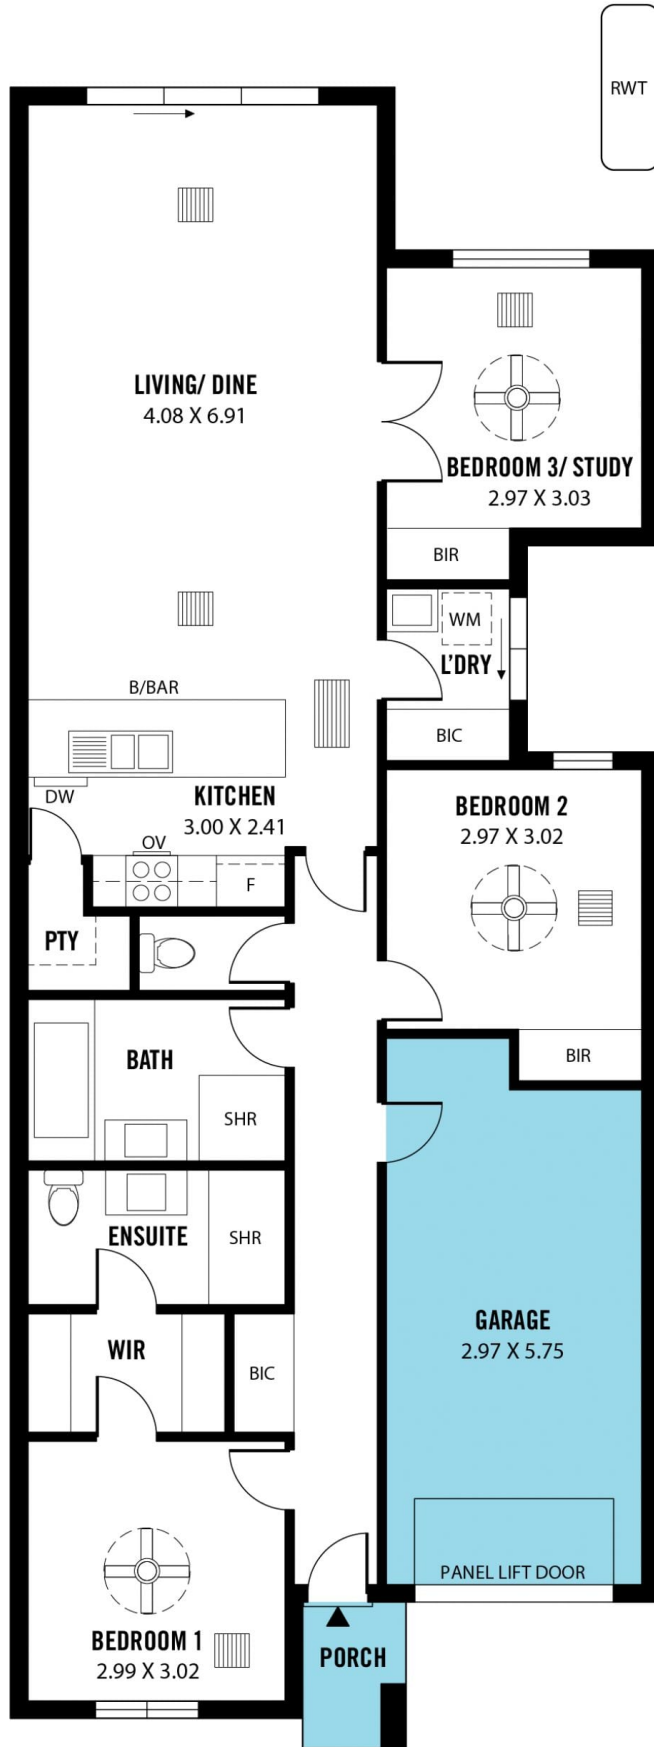 RWT
LIVING/ DINE
4.08 X 6.91
BEDROOM 3/ STUDY
2.97 X 3.03
BIR
WM
L'DRY
B/BAR
BIC
DW
KITCHEN
3.00 X 2.41
BEDROOM 2
2.97 X 3.02
OV
F
PTY
BIR
BATH
SHR
ENSUITE
SHR
WIR
BIC
GARAGE
2.97 X 5.75
PANEL LIFT DOOR
BEDROOM 1
2.99 X 3.02
PORCH